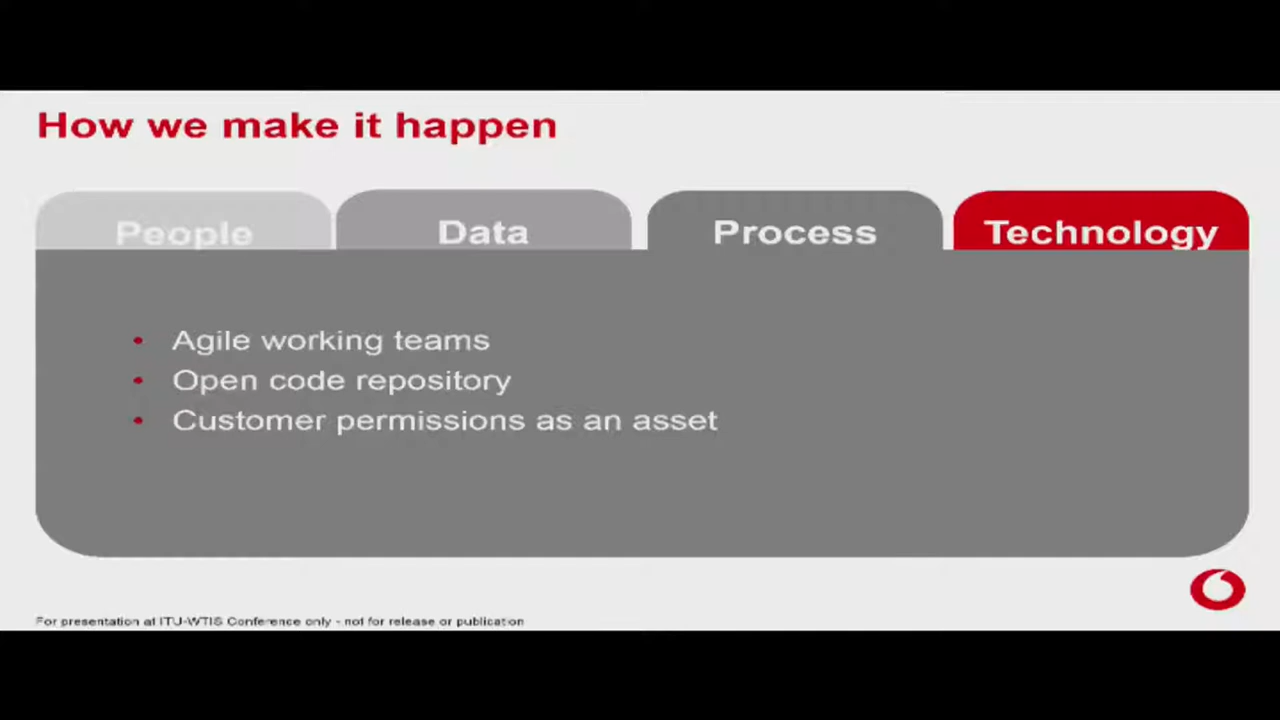 How we make it happen
People Data Process Technology
• Agile working teams
• Open code repository
• Customer permissions as an asset
For presentation at ITU-WTIS Conference only - not for release or publication